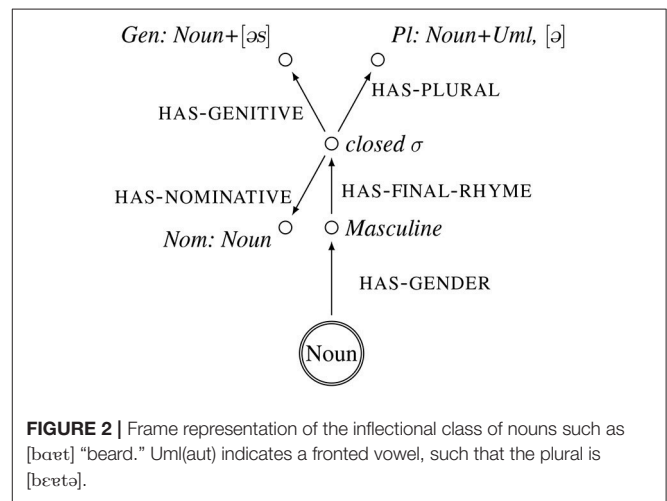 Gen: Noun+[əs]
Pl: Noun+Uml, [ə]
HAS-GENITIVE
HAS-PLURAL
closed σ
HAS-NOMINATIVE
HAS-FINAL-RHYME
Nom: Noun
Masculine
HAS-GENDER
Noun
FIGURE 2 | Frame representation of the inflectional class of nouns such as
[bɑɐt] “beard.” Uml(aut) indicates a fronted vowel, such that the plural is
[bɛɐtə].